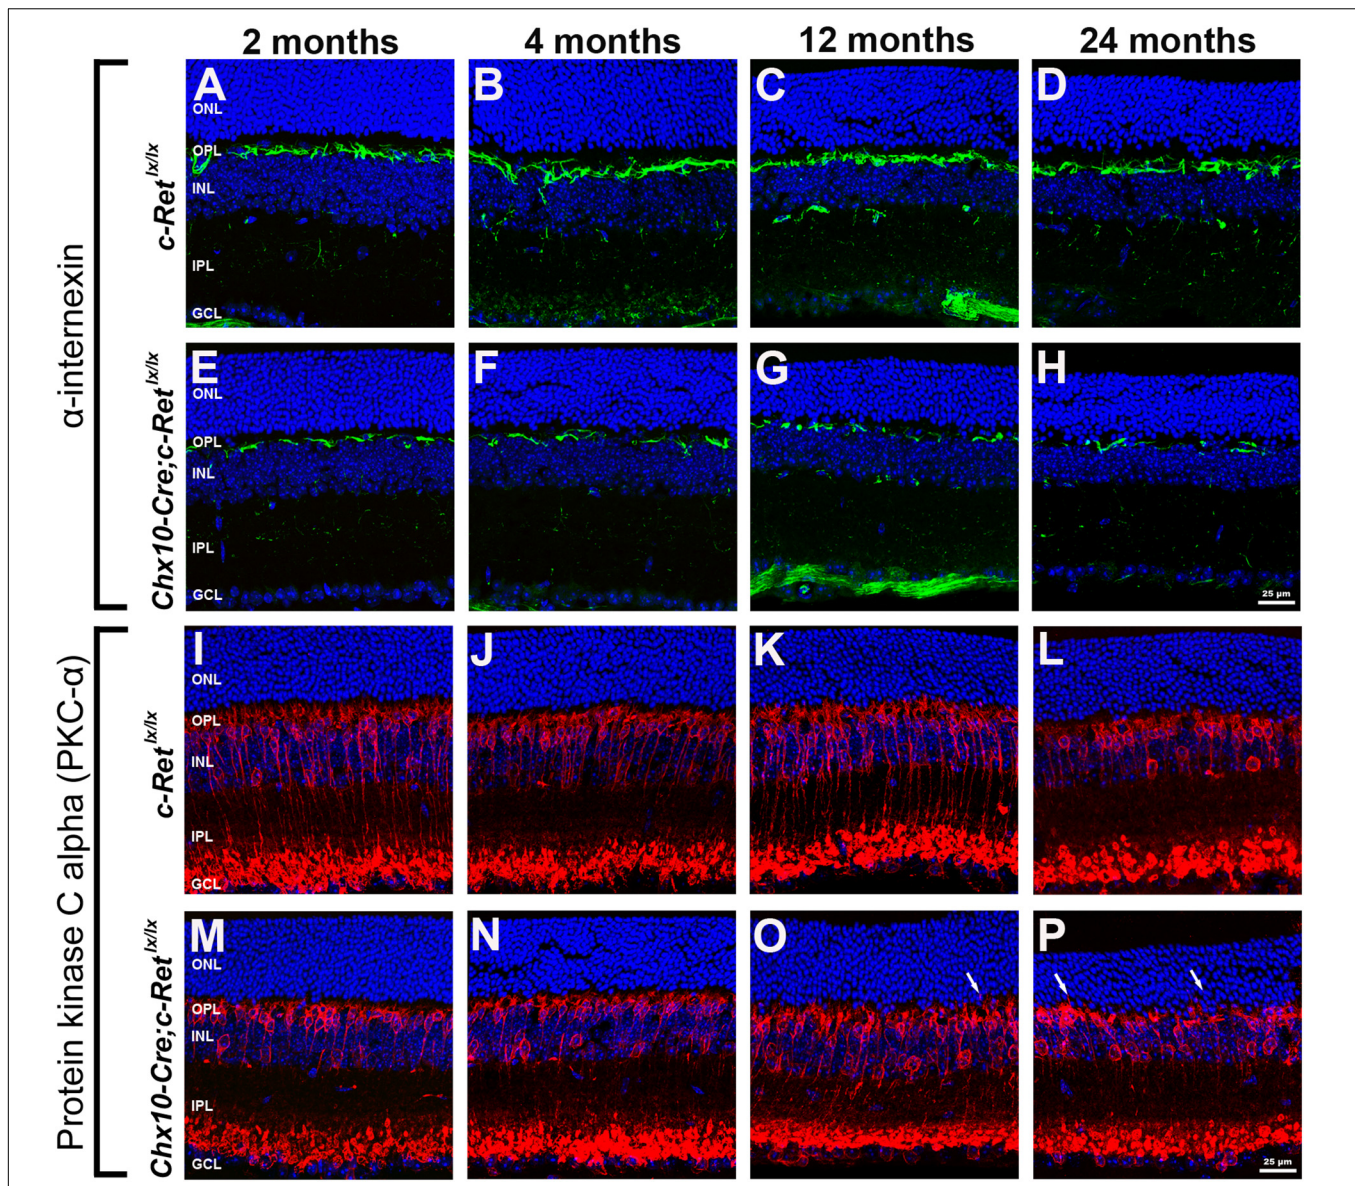 2 months 4 months 12 months 24 months
α-internexin
c-Ret lx/lx
A B C D
ONL
OPL
INL
IPL
GCL
Chx10-Cre;c-Ret lx/lx
E F G H
ONL
OPL
INL
IPL
GCL
25 µm
Protein kinase C alpha (PKC-α)
c-Ret lx/lx
I J K L
ONL
OPL
INL
IPL
GCL
Chx10-Cre;c-Ret lx/lx
M N O P
ONL
OPL
INL
IPL
GCL
25 µm